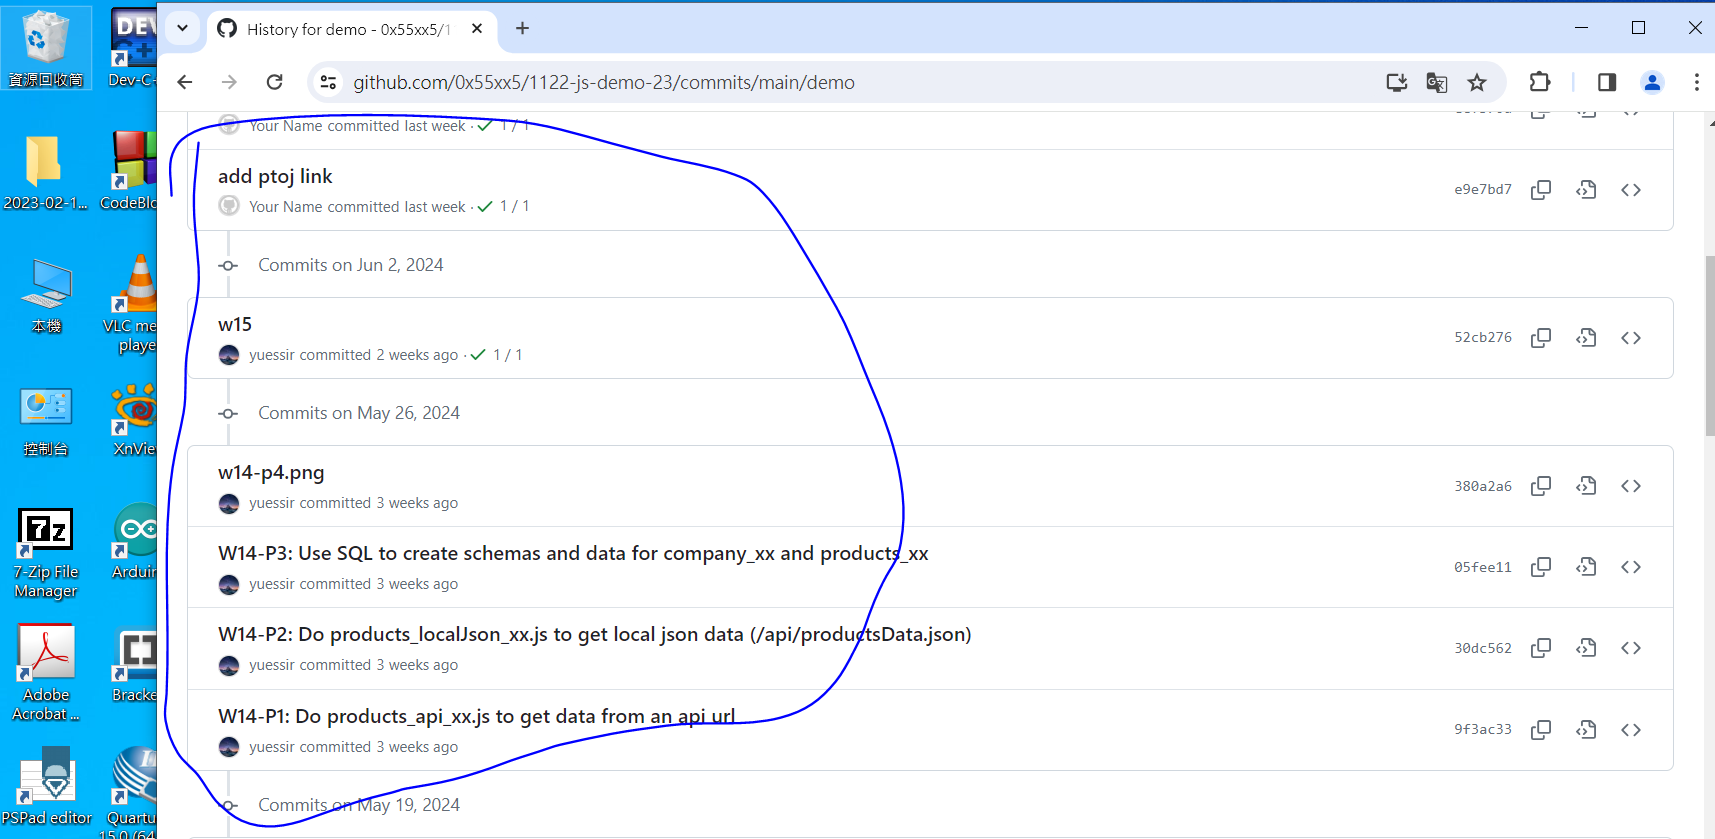 History for demo - 0x55xx5/1
github.com/0x55xx5/1122-js-demo-23/commits/main/demo
資源回收筒
Dev-C-
2023-02-1...
CodeBlo
本機
VLC me
playe
控制台
XnVie
7-Zip File
Manager
Arduin
Adobe
Acrobat ...
Bracke
PSPad editor
Quartu
15.0 (64
Your Name committed last week · 1 / 1
add ptoj link
Your Name committed last week · 1 / 1
e9e7bd7
Commits on Jun 2, 2024
w15
yuessir committed 2 weeks ago · 1 / 1
52cb276
Commits on May 26, 2024
w14-p4.png
yuessir committed 3 weeks ago
380a2a6
W14-P3: Use SQL to create schemas and data for company_xx and products_xx
yuessir committed 3 weeks ago
05fee11
W14-P2: Do products_localJson_xx.js to get local json data (/api/productsData.json)
yuessir committed 3 weeks ago
30dc562
W14-P1: Do products_api_xx.js to get data from an api url
yuessir committed 3 weeks ago
9f3ac33
Commits on May 19, 2024